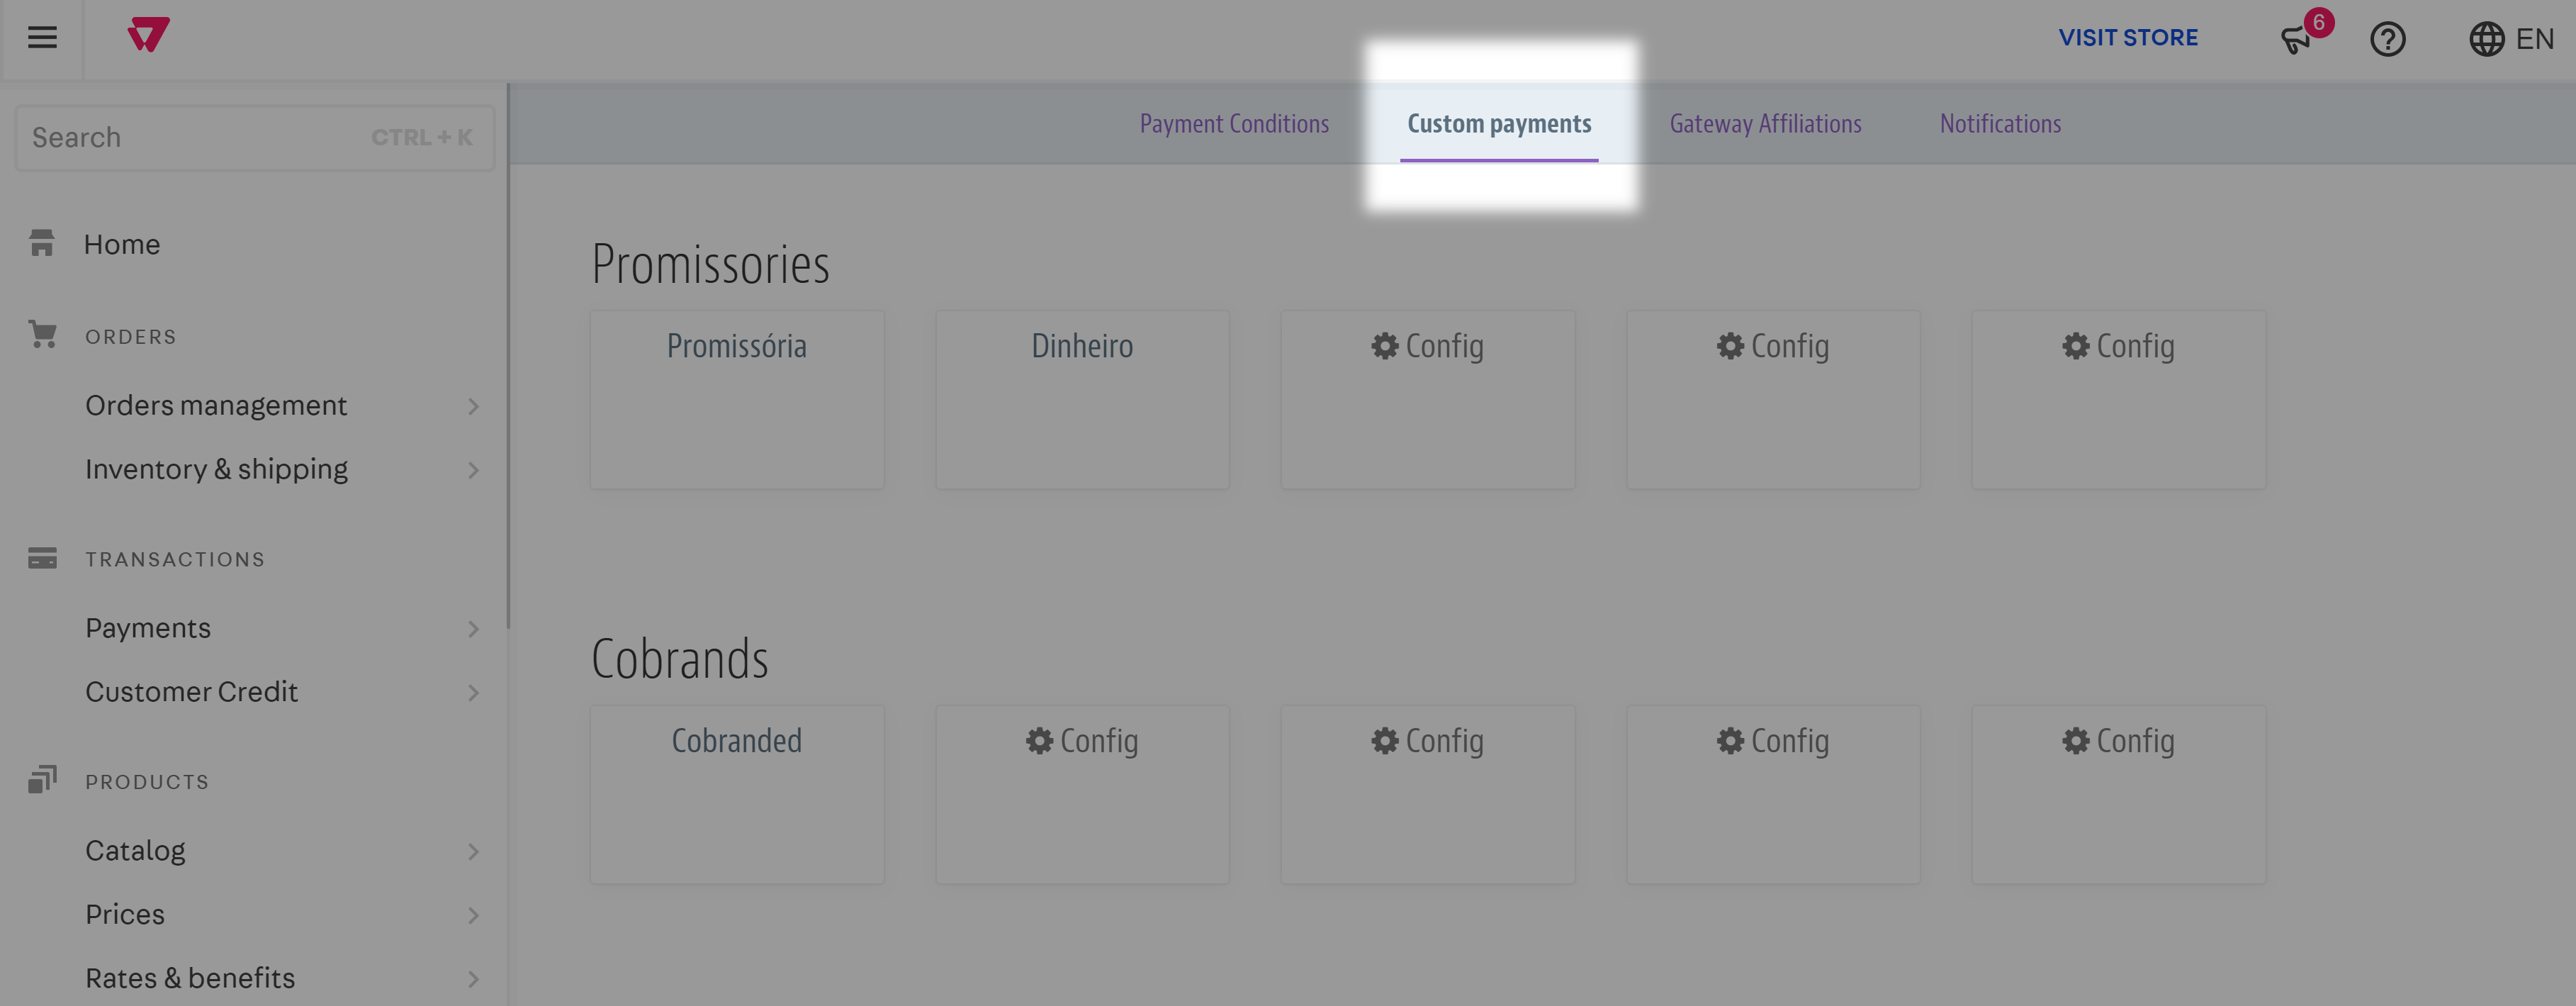 VISIT STORE
6
EN
Search CTRL + K
Payment Conditions Custom payments Gateway Affiliations Notifications
Home
ORDERS
Orders management
Inventory & shipping
TRANSACTIONS
Payments
Customer Credit
PRODUCTS
Catalog
Prices
Rates & benefits
Promissories
Promissória Dinheiro Config Config Config
Cobrands
Cobranded Config Config Config Config